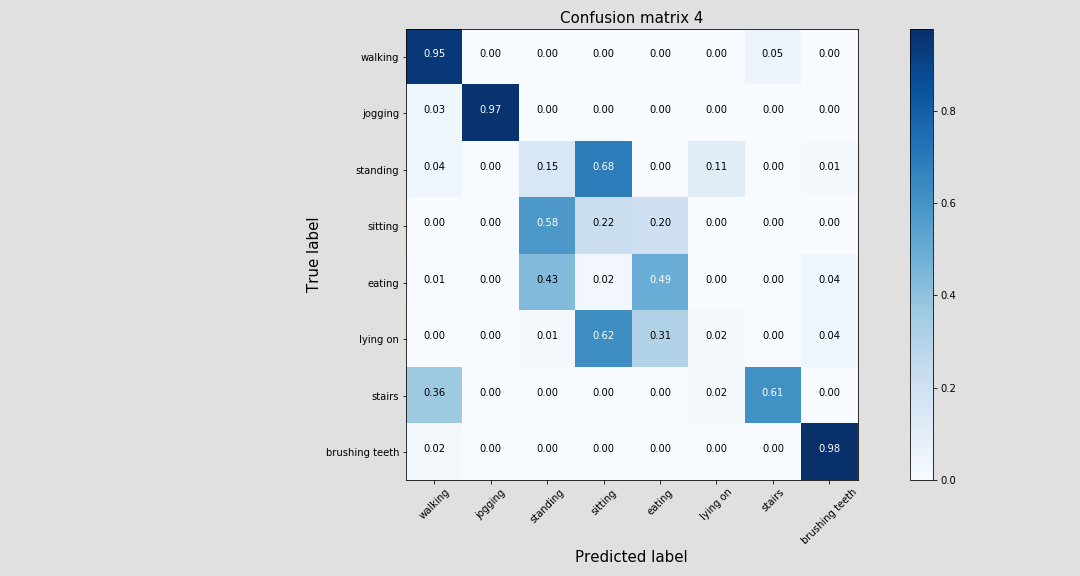 Confusion matrix 4
walking 0.95 0.00 0.00 0.00 0.00 0.00 0.05 0.00
jogging 0.03 0.97 0.00 0.00 0.00 0.00 0.00 0.00
0.8
standing 0.04 0.00 0.15 0.68 0.00 0.11 0.00 0.01
0.6
sitting 0.00 0.00 0.58 0.22 0.20 0.00 0.00 0.00
True label
eating 0.01 0.00 0.43 0.02 0.49 0.00 0.00 0.04
0.4
lying on 0.00 0.00 0.01 0.62 0.31 0.02 0.00 0.04
0.2
stairs 0.36 0.00 0.00 0.00 0.00 0.02 0.61 0.00
brushing teeth 0.02 0.00 0.00 0.00 0.00 0.00 0.00 0.98
0.0
walking jogging standing sitting eating lying on stairs brushing teeth
Predicted label